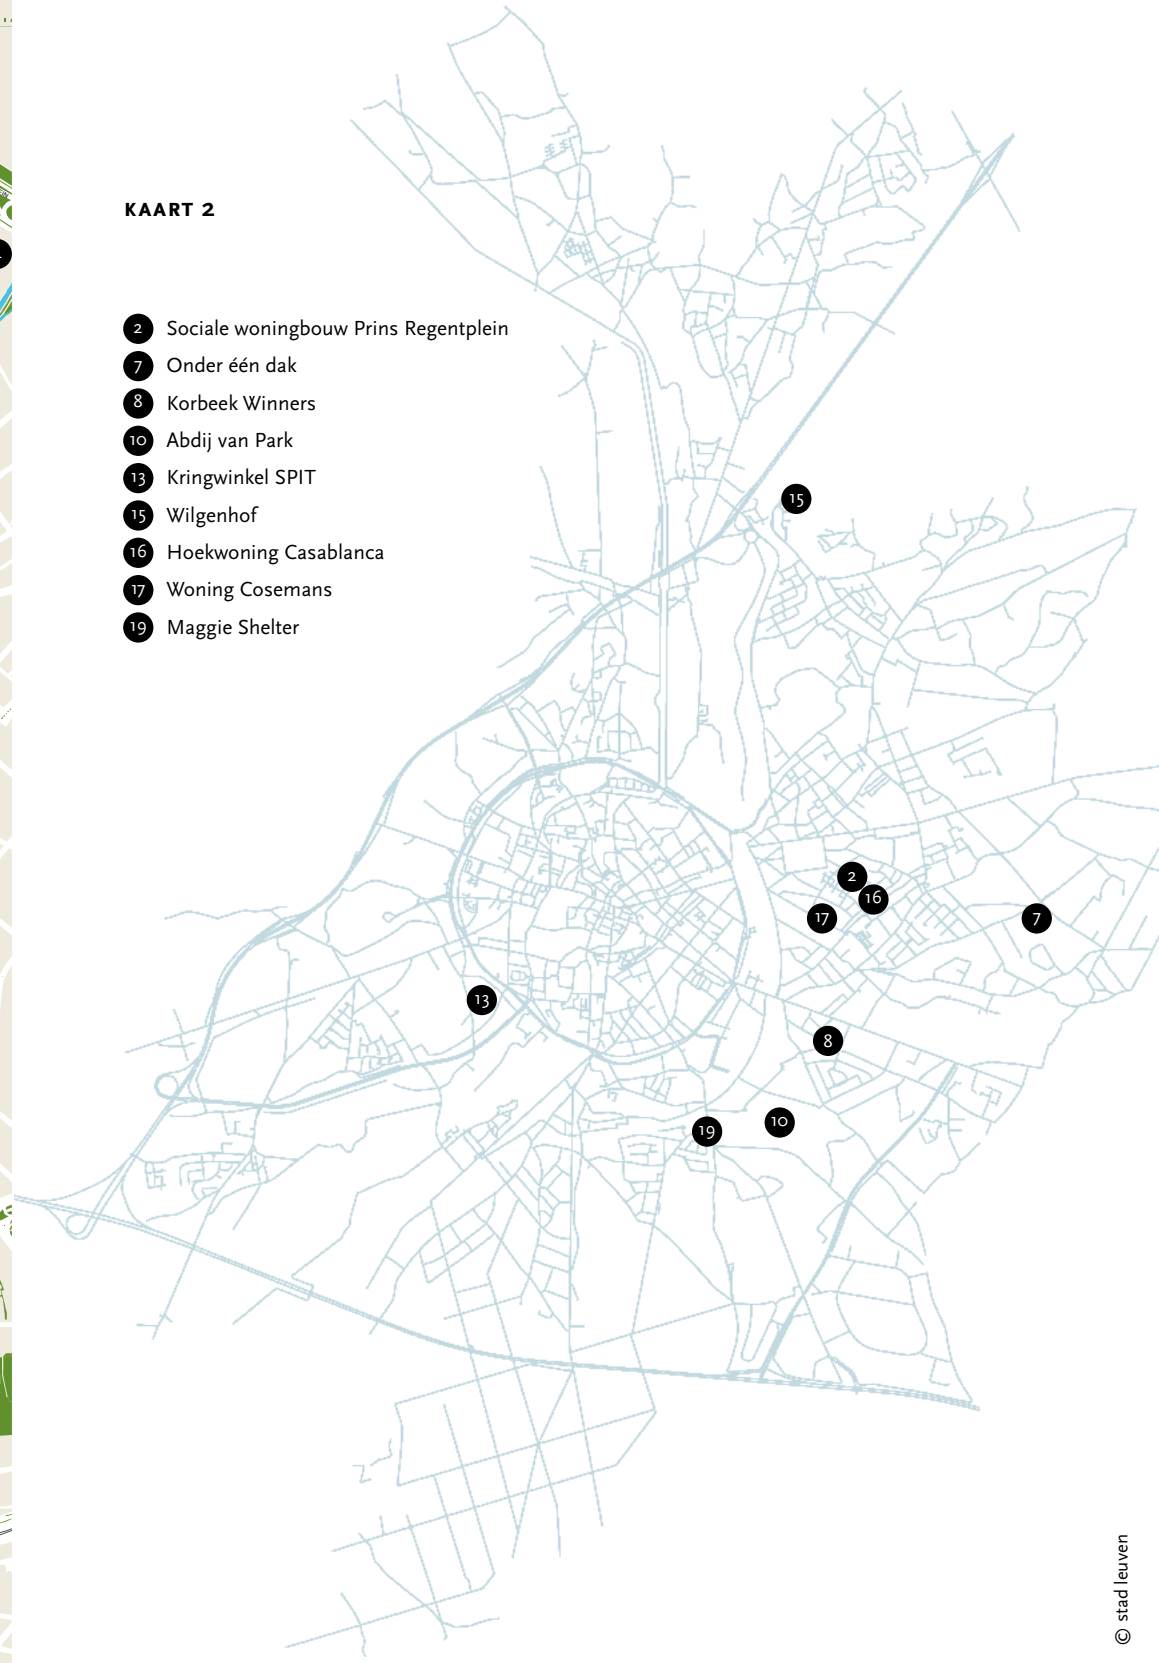 KAART 2
2 Sociale woningbouw Prins Regentplein
7 Onder één dak
8 Korbeek Winners
10 Abdij van Park
13 Kringwinkel SPIT
15 Wilgenhof
16 Hoekwoning Casablanca
17 Woning Cosemans
19 Maggie Shelter
15
2
16
17
7
13
8
10
19
© stad leuven